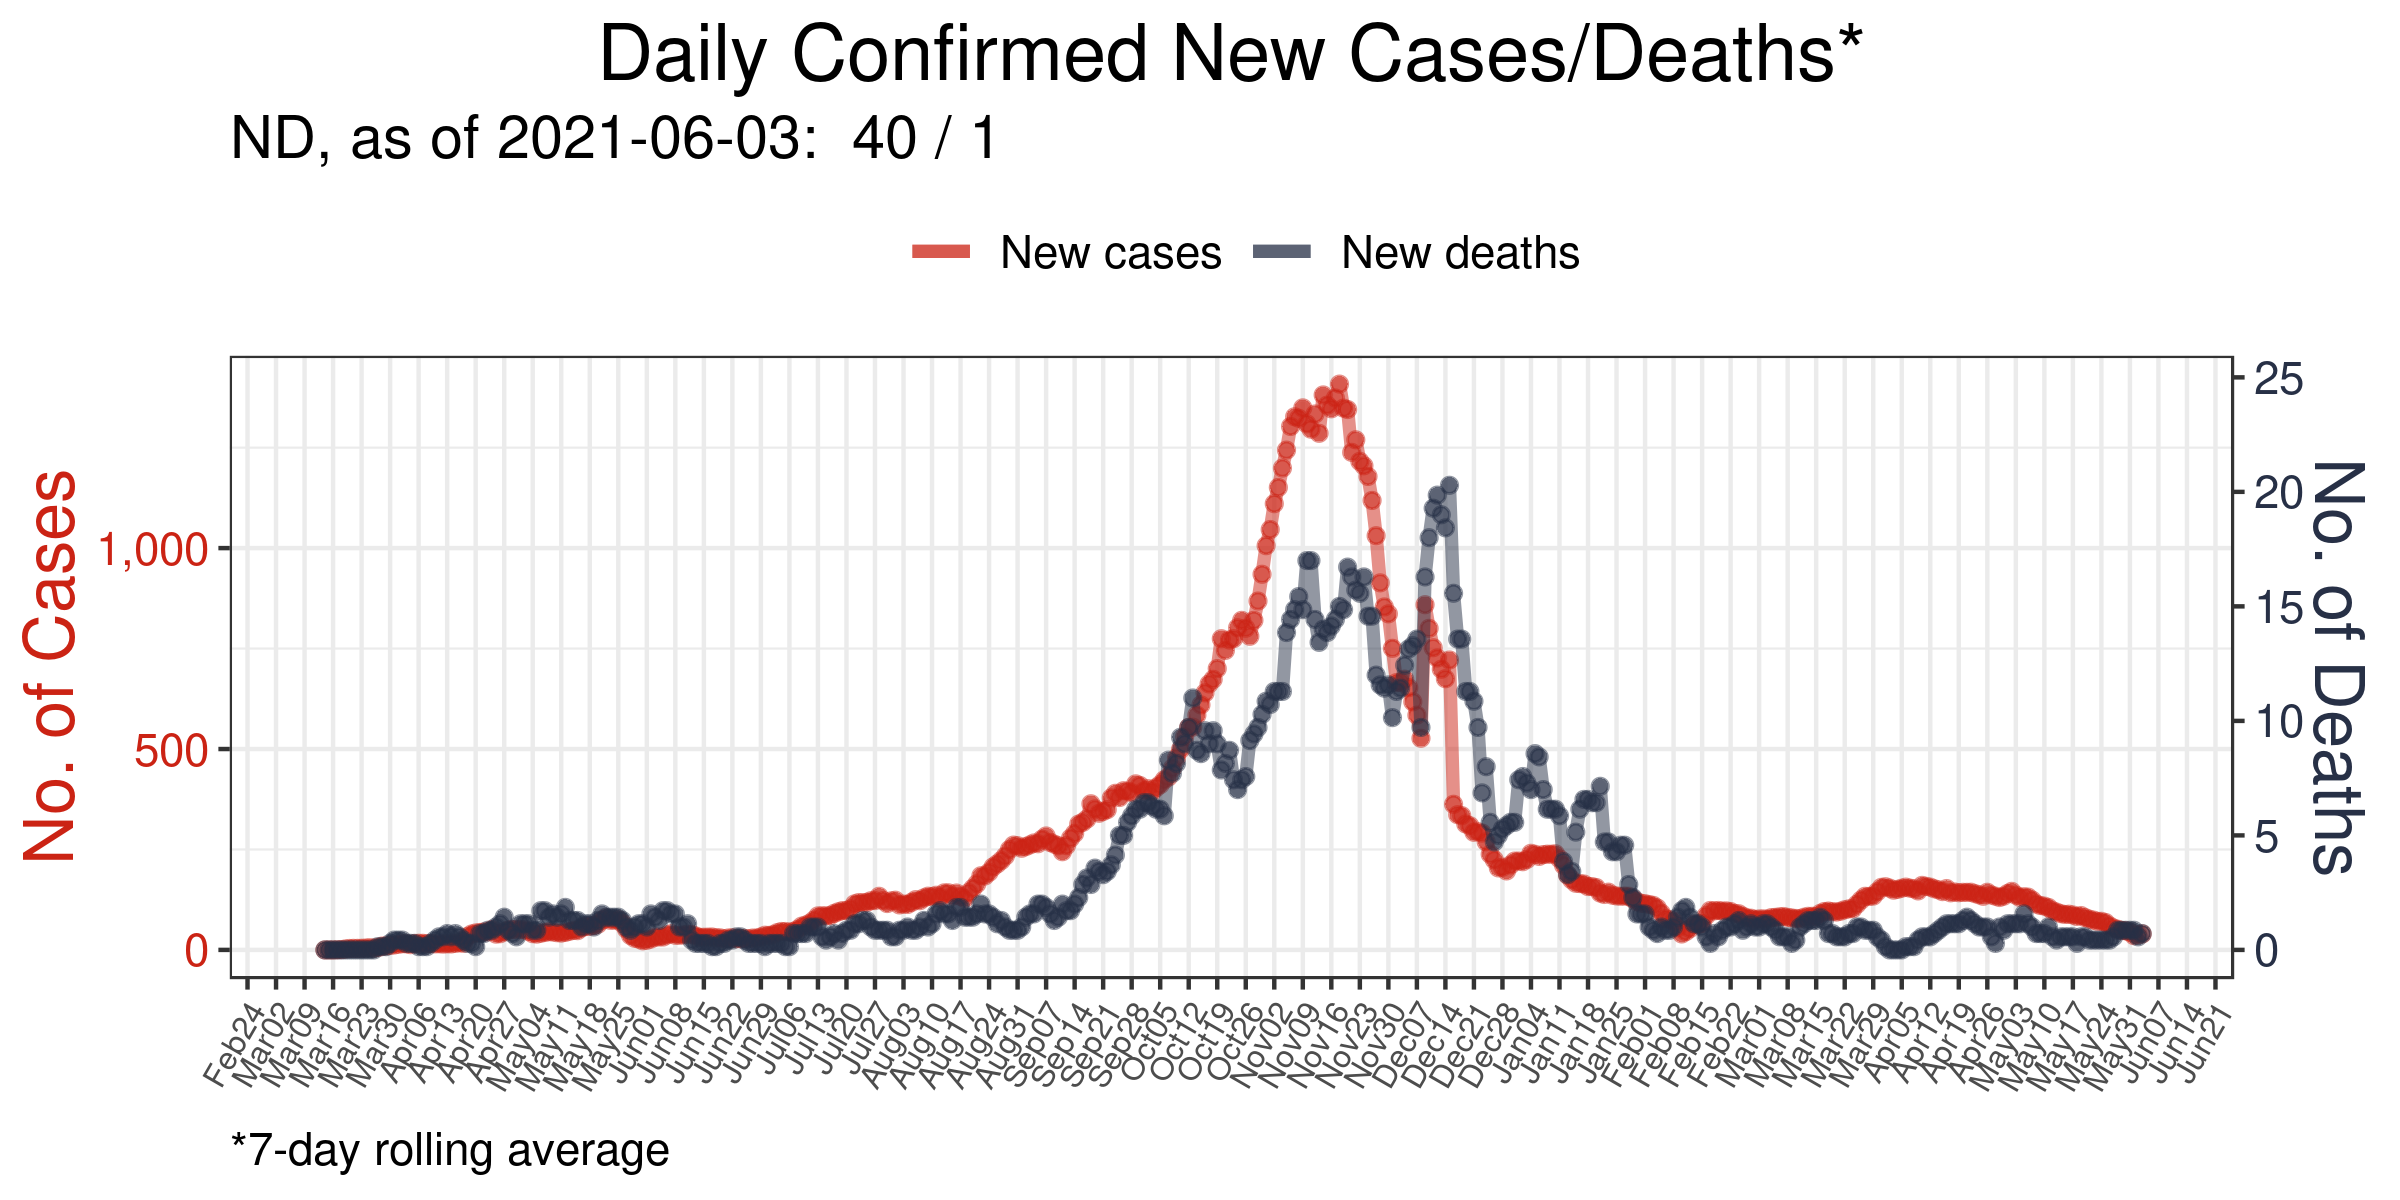 Daily Confirmed New Cases/Deaths*
ND, as of 2021-06-03:  40 / 1
New cases
New deaths
No. of Cases
1,000
500
0
25
20
15
10
5
0
No. of Deaths
Feb24
Mar02
Mar09
Mar16
Mar23
Mar30
Apr06
Apr13
Apr20
Apr27
May04
May11
May18
May25
Jun01
Jun08
Jun15
Jun22
Jun29
Jul06
Jul13
Jul20
Jul27
Aug03
Aug10
Aug17
Aug24
Aug31
Sep07
Sep14
Sep21
Sep28
Oct05
Oct12
Oct19
Oct26
Nov02
Nov09
Nov16
Nov23
Nov30
Dec07
Dec14
Dec21
Dec28
Jan04
Jan11
Jan18
Jan25
Feb01
Feb08
Feb15
Feb22
Mar01
Mar08
Mar15
Mar22
Mar29
Apr05
Apr12
Apr19
Apr26
May03
May10
May17
May24
May31
Jun07
Jun14
Jun21
*7-day rolling average